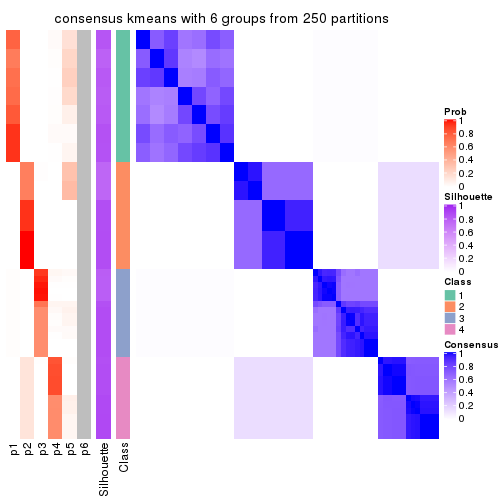 consensus kmeans with 6 groups from 250 partitions
Prob
1
0.8
0.6
0.4
0.2
0
Silhouette
1
0.8
0.6
0.4
0.2
0
Class
1
2
3
4
Consensus
1
0.8
0.6
0.4
0.2
0
p1
p2
p3
p4
p5
p6
Silhouette
Class